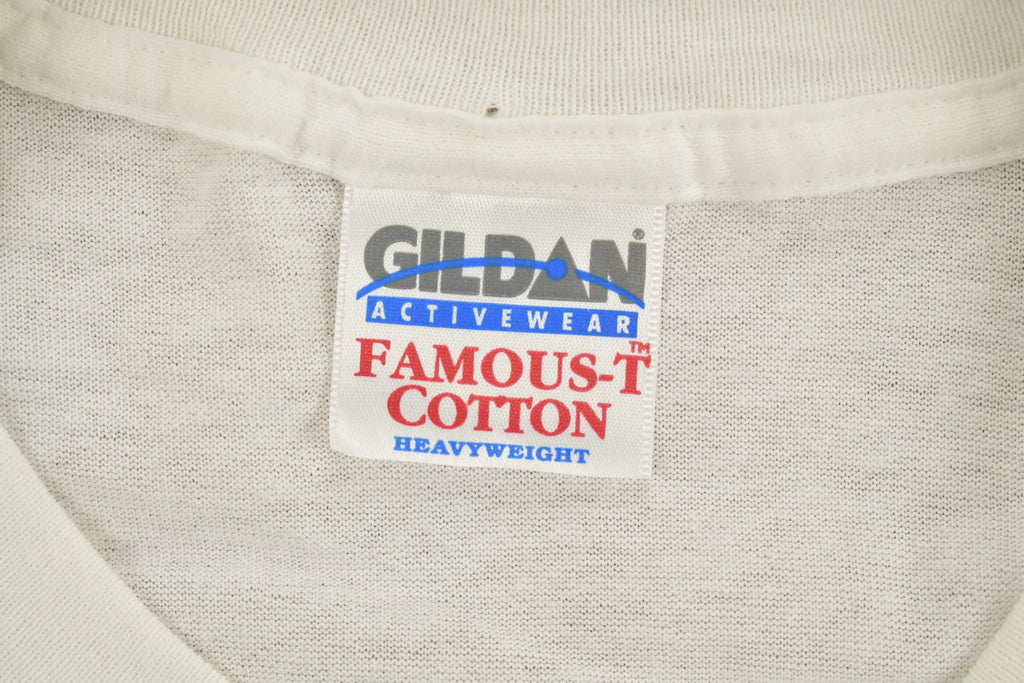 GILDAN®
ACTIVEWEAR
FAMOUS-T™
COTTON
HEAVYWEIGHT